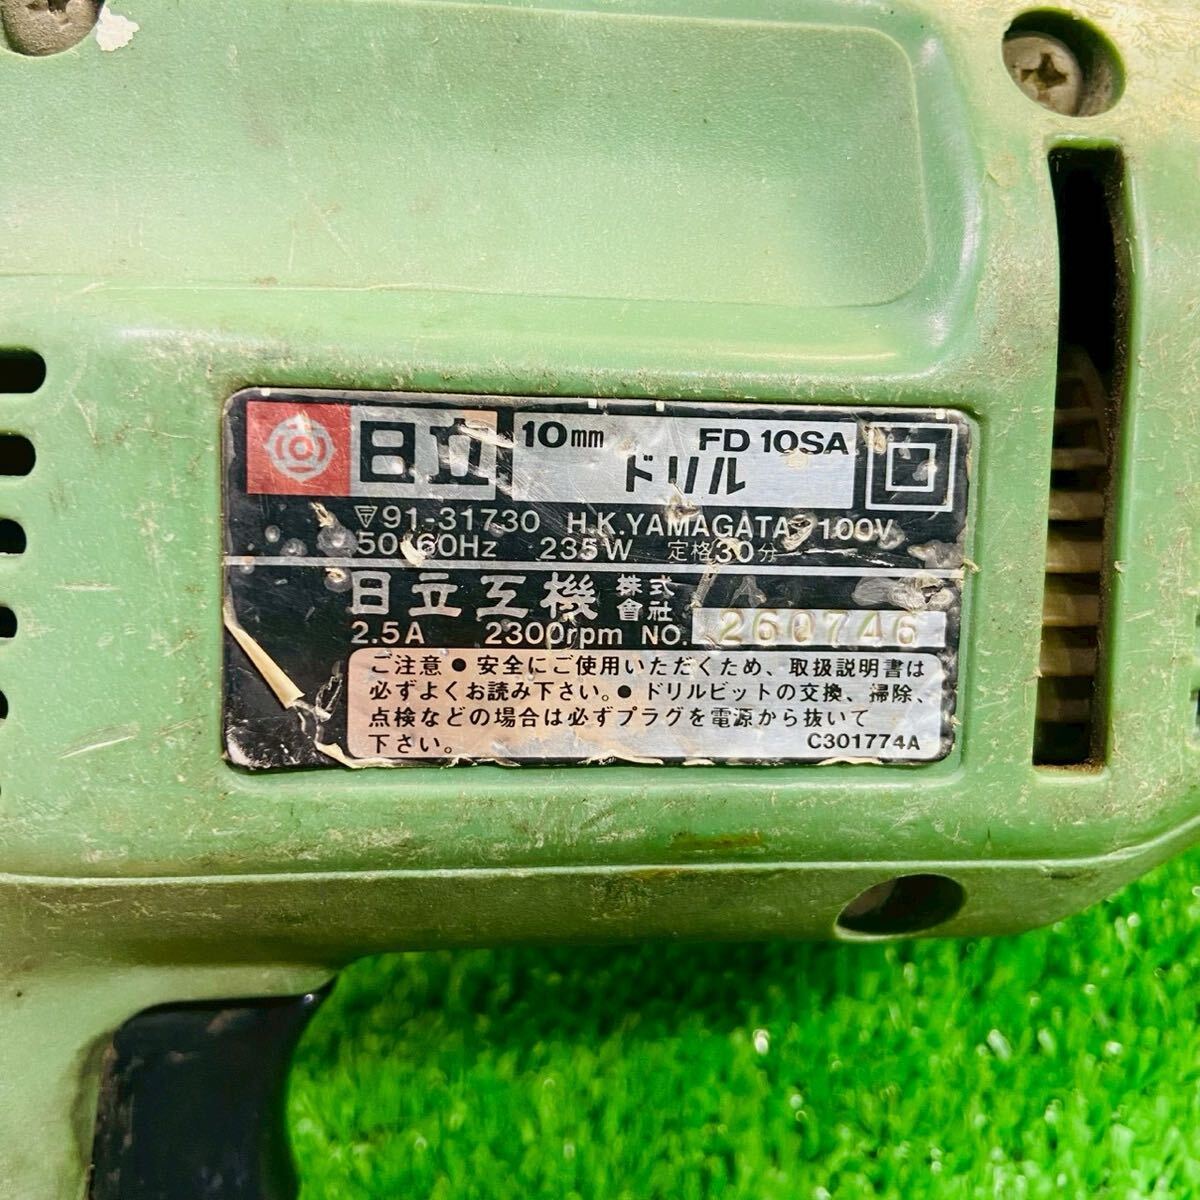 日立 10mm FD 10SA
ドリル
〒91-31730 H.K.YAMAGATA 100V
50/60Hz 235W 定格30分
日立工機 株式會社
2.5A 2300rpm NO. 260746
ご注意 ● 安全にご使用いただくため、取扱説明書は
必ずよくお読み下さい。● ドリルビットの交換、掃除、
点検などの場合は必ずプラグを電源から抜いて
下さい。 C301774A